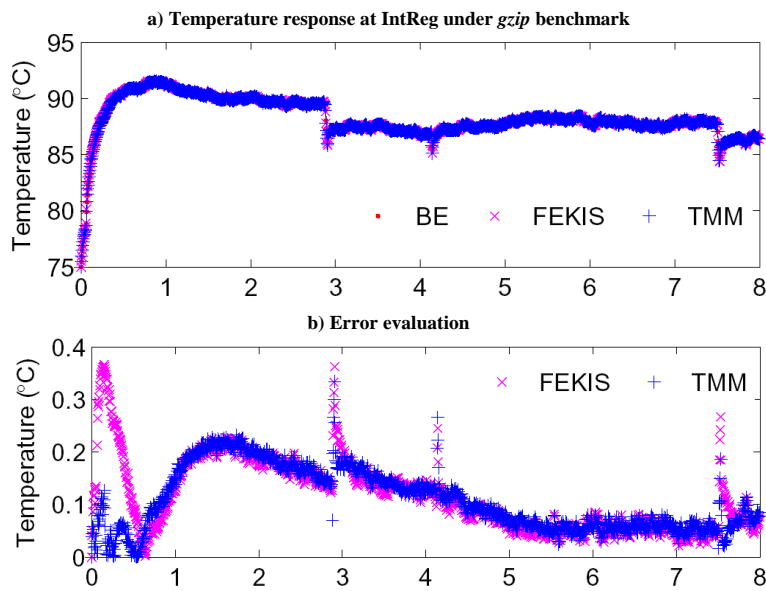 a) Temperature response at IntReg under gzip benchmark
95
90
85
80
75
Temperature (°C)
BE FEKIS TMM
0 1 2 3 4 5 6 7 8
b) Error evaluation
0.4
0.3
0.2
0.1
0
Temperature (°C)
FEKIS TMM
0 1 2 3 4 5 6 7 8